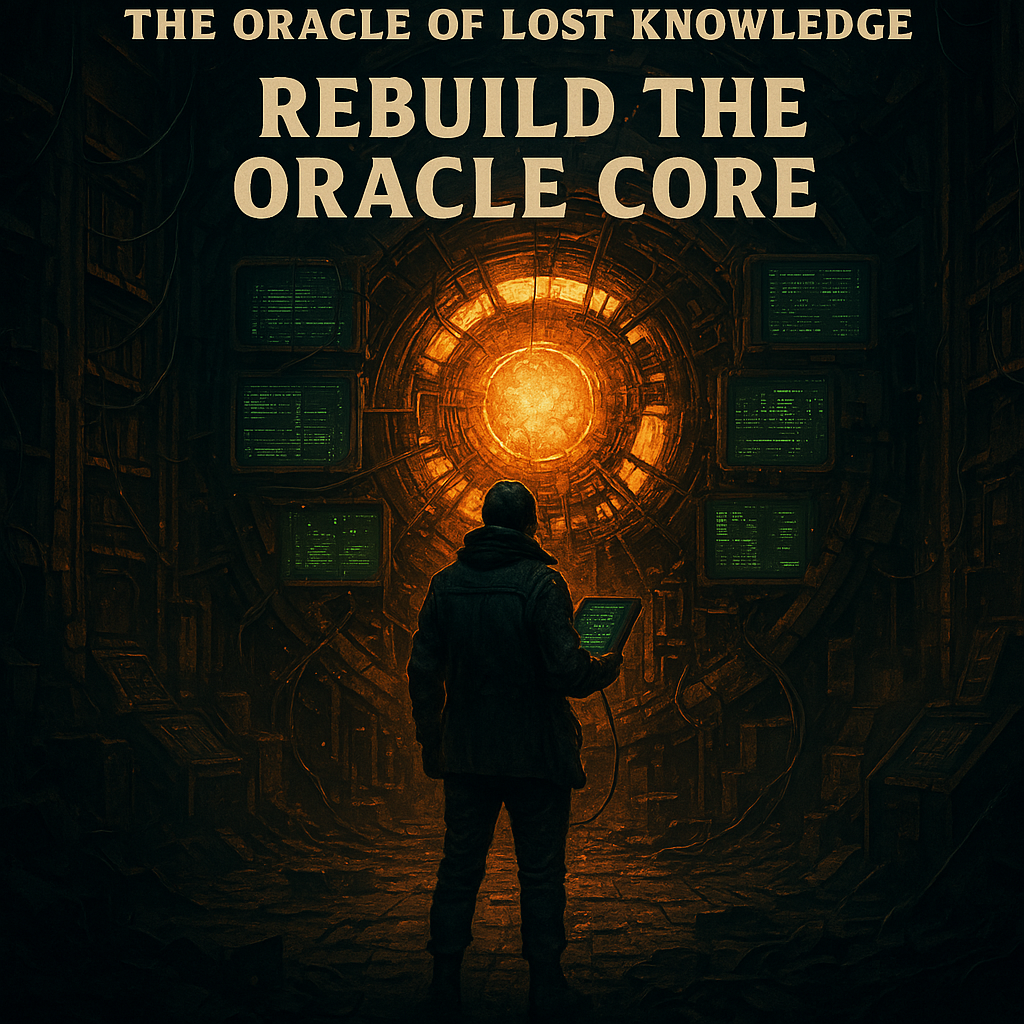 THE ORACLE OF LOST KNOWLEDGE
REBUILD THE
ORACLE CORE